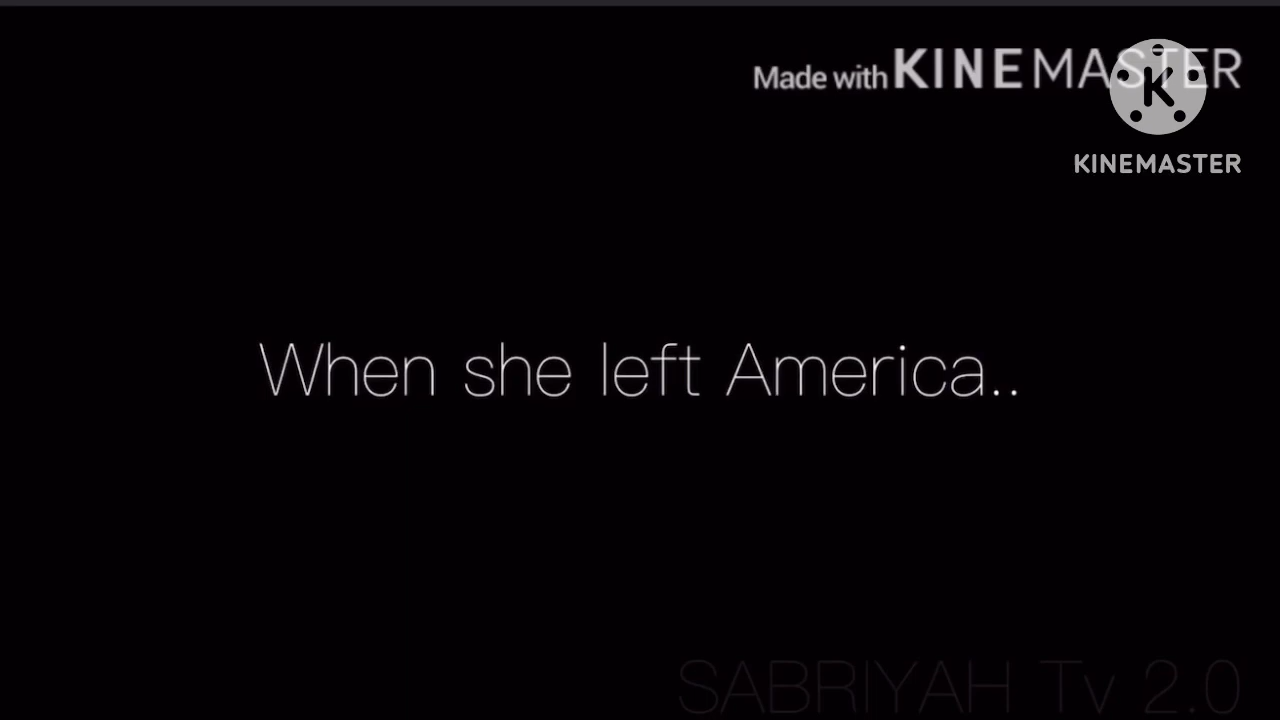 Made with KINEMASTER
K
KINEMASTER
When she left America..
SABRIYAH Tv 2.0